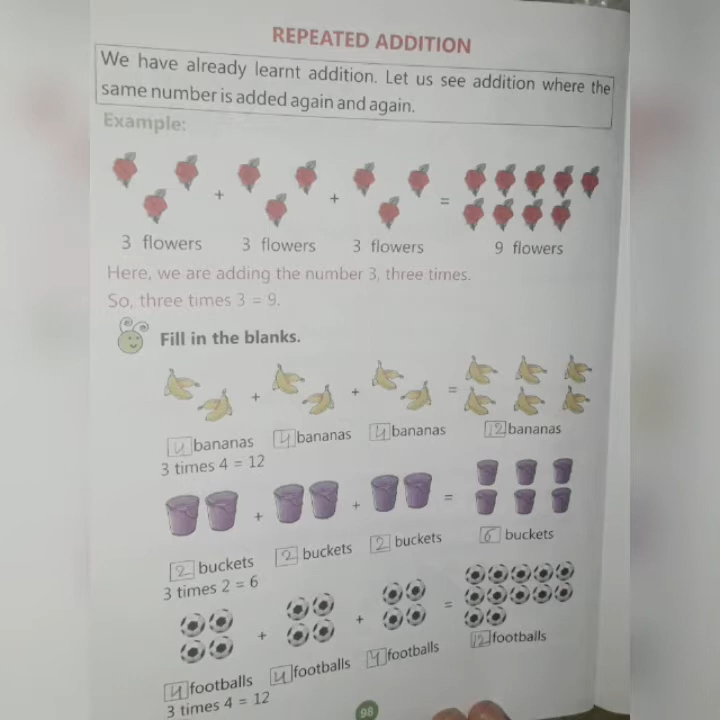 REPEATED ADDITION
We have already learnt addition. Let us see addition where the
same number is added again and again.
Example:
+ + =
3 flowers 3 flowers 3 flowers 9 flowers
Here, we are adding the number 3, three times.
So, three times 3 = 9.
Fill in the blanks.
+ + =
4 bananas 4 bananas 4 bananas 12 bananas
3 times 4 = 12
+ + =
2 buckets 2 buckets 2 buckets 6 buckets
3 times 2 = 6
+ + =
4 footballs 4 footballs 4 footballs 12 footballs
3 times 4 = 12
98